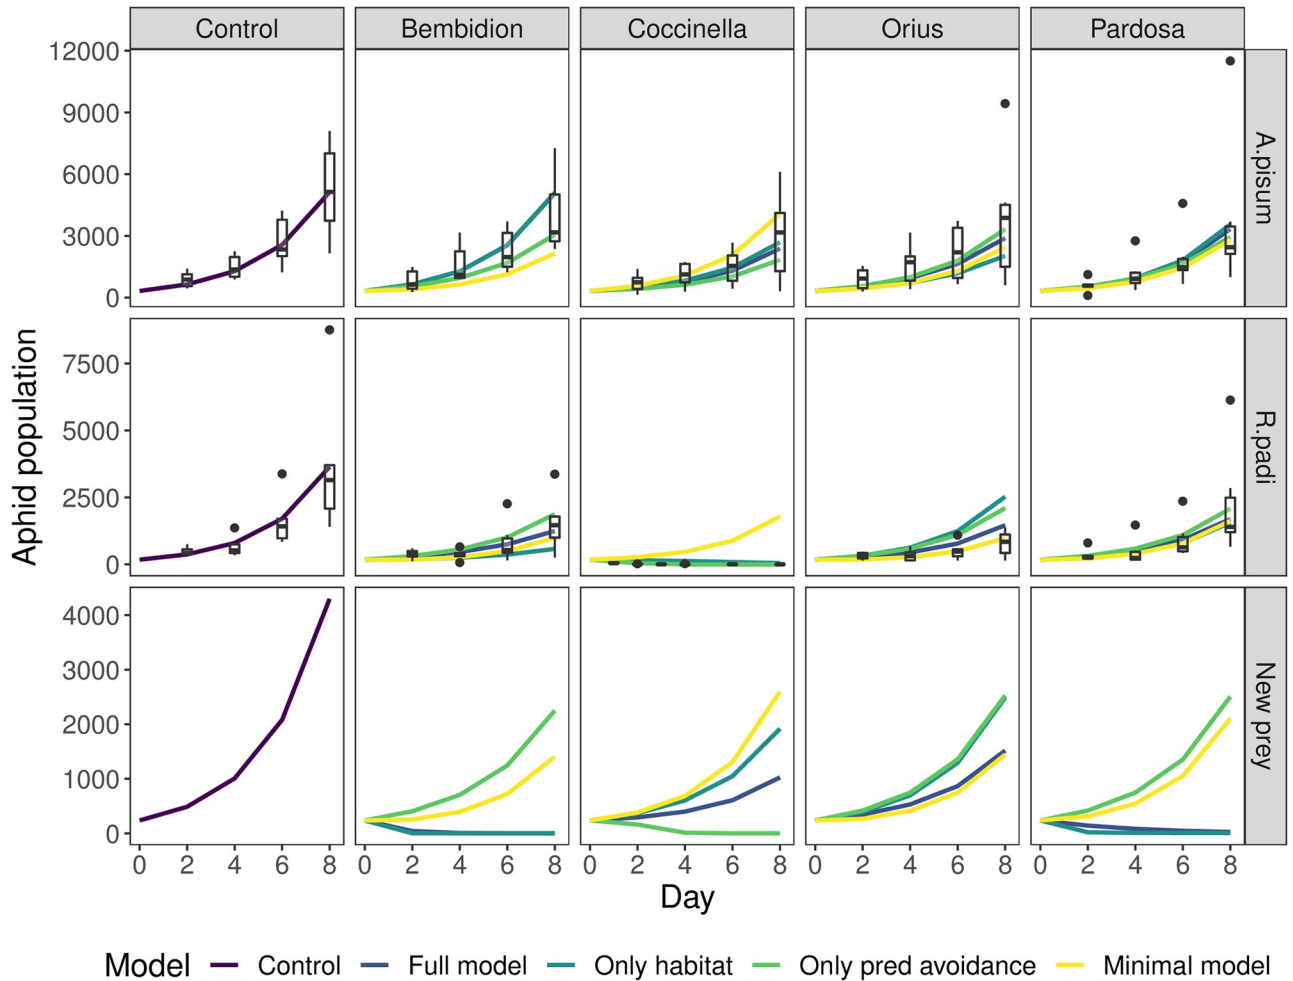 Control Bembidion Coccinella Orius Pardosa
12000
9000
6000
3000
0
A.pisum
7500
5000
2500
0
R.padi
4000
3000
2000
1000
0
New prey
Aphid population
0 2 4 6 8 0 2 4 6 8 0 2 4 6 8 0 2 4 6 8 0 2 4 6 8
Day
Model Control Full model Only habitat Only pred avoidance Minimal model